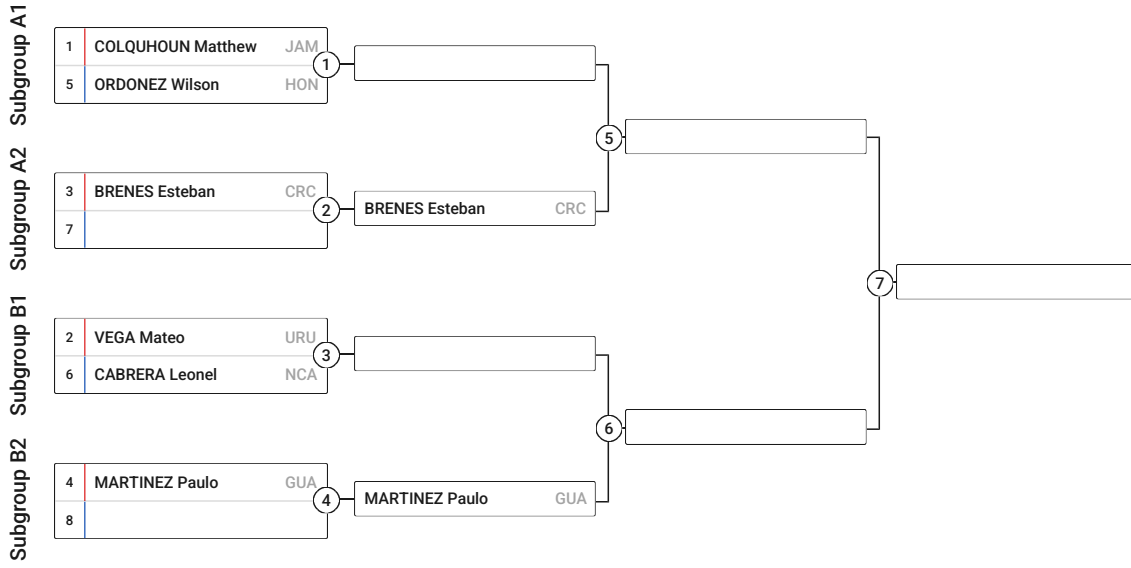 Subgroup A1
1 COLQUHOUN Matthew JAM
5 ORDONEZ Wilson HON
1
5
Subgroup A2
3 BRENES Esteban CRC
7
2
BRENES Esteban CRC
7
Subgroup B1
2 VEGA Mateo URU
6 CABRERA Leonel NCA
3
6
Subgroup B2
4 MARTINEZ Paulo GUA
8
4
MARTINEZ Paulo GUA